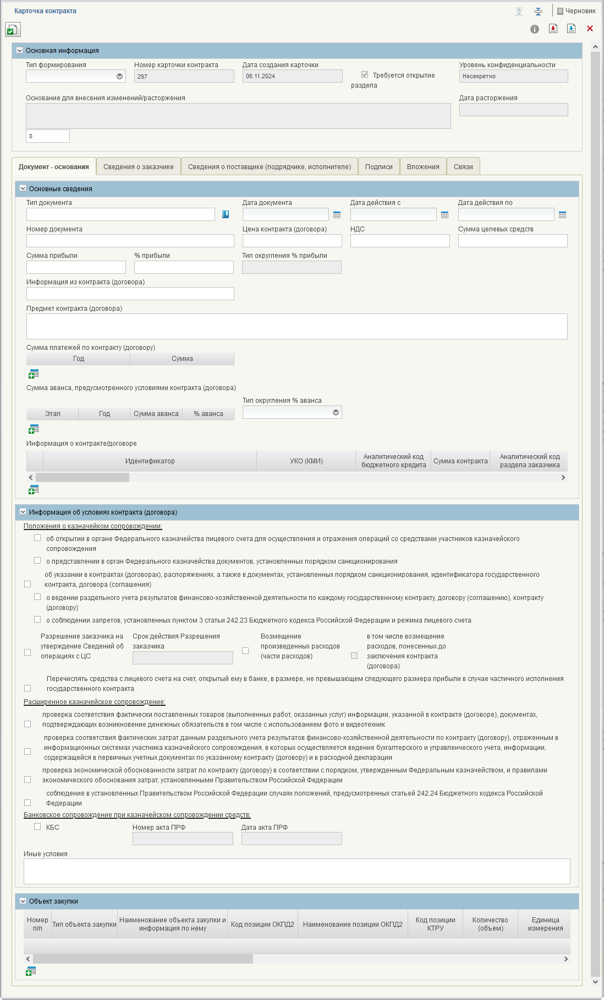 Карточка контракта
Черновик
Основная информация
Тип формирования
Номер карточки контракта
Дата создания карточки
Уровень конфиденциальности
297
06.11.2024
Требуется открытие
раздела
Несекретно
Основание для внесения изменений/расторжения
Дата расторжения
0
Документ - основания
Сведения о заказчике
Сведения о поставщике (подрядчике, исполнителе)
Подписи
Вложения
Связи
Основные сведения
Тип документа
Дата документа
Дата действия с
Дата действия по
Номер документа
Цена контракта (договора)
НДС
Сумма целевых средств
Сумма прибыли
% прибыли
Тип округления % прибыли
Информация из контракта (договора)
Предмет контракта (договора)
Сумма платежей по контракту (договору)
Год
Сумма
Сумма аванса, предусмотренного условиями контракта (договора)
Тип округления % аванса
Этап
Год
Сумма аванса
% аванса
Информация о контракте/договоре
Идентификатор
УКО (КМИ)
Аналитический код
бюджетного кредита
Сумма контракта
Аналитический код
раздела заказчика
Информация об условиях контракта (договора)
Положения о казначейком сопровождении:
об открытии в органе Федерального казначейства лицевого счета для осуществления и отражения операций со средствами участников казначейского
сопровождения
о представлении в орган Федерального казначейства документов, установленных порядком санкционирования
об указании в контрактах (договорах), распоряжениях, а также в документах, установленных порядком санкционирования, идентификатора государственного
контракта, договора (соглашения)
о ведении раздельного учета результатов финансово-хозяйственной деятельности по каждому государственному контракту, договору (соглашению), контракту
(договору)
о соблюдении запретов, установленных пунктом 3 статьи 242.23 Бюджетного кодекса Российской Федерации и режима лицевого счета
Разрешение заказчика на
утверждение Сведений об
операциях с ЦС
Срок действия Разрешения
заказчика
Возмещение
произведенных расходов
(части расходов)
в том числе возмещение
расходов, понесенных до
заключения контракта
(договора)
Перечислять средства с лицевого счета на счет, открытый ему в банке, в размере, не превышающем следующего размера прибыли в случае частичного исполнения
государственного контракта
Расширенное казначейское сопровождение:
проверка соответствия фактически поставленных товаров (выполненных работ, оказанных услуг) информации, указанной в контракте (договоре), документах,
подтверждающих возникновение денежных обязательств в том числе с использованием фото и видеотехник
проверка соответствия фактических затрат данным раздельного учета результатов финансово-хозяйственной деятельности по контракту (договору), отраженным в
информационных системах участника казначейского сопровождения, в которых осуществляется ведение бухгалтерского и управленческого учета, информации,
содержащейся в первичных учетных документах по указанному контракту (договору) и в расходной декларации
проверка экономической обоснованности затрат по контракту (договору) в соответствии с порядком, утвержденным Федеральным казначейством, и правилами
экономического обоснования затрат, установленными Правительством Российской Федерации
соблюдение в установленных Правительством Российской Федерации случаях положений, предусмотренных статьей 242.24 Бюджетного кодекса Российской
Федерации
Банковское сопровождение при казначейском сопровождении средств:
КБС
Номер акта ПРФ
Дата акта ПРФ
Иные условия
Объект закупки
Номер
п/п
Тип объекта закупки
Наименование объекта закупки и
информация по нему
Код позиции ОКПД2
Наименование позиции ОКПД2
Код позиции
КТРУ
Количество
(объем)
Единица
измерения